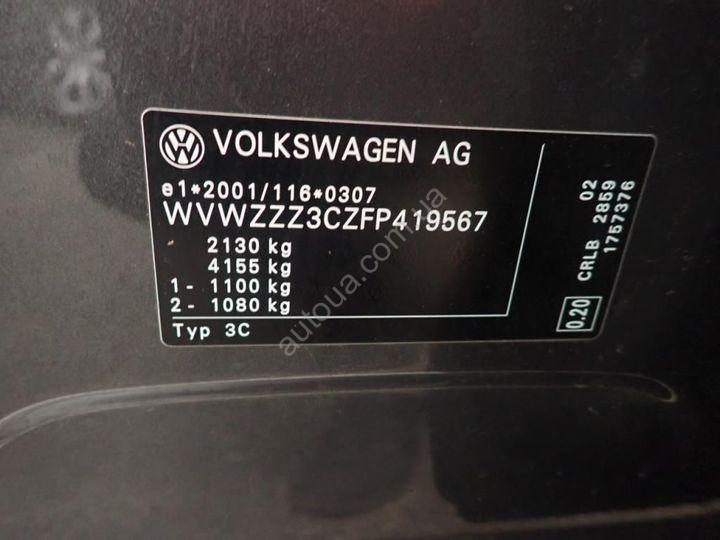 VOLKSWAGEN AG
e1*2001/116*0307
WVWZZZ3CZFP419567
2130 kg
4155 kg
1 - 1100 kg
2 - 1080 kg
Typ 3C
02
CRLB 2859
1757376
0.20
autoua.com.ua